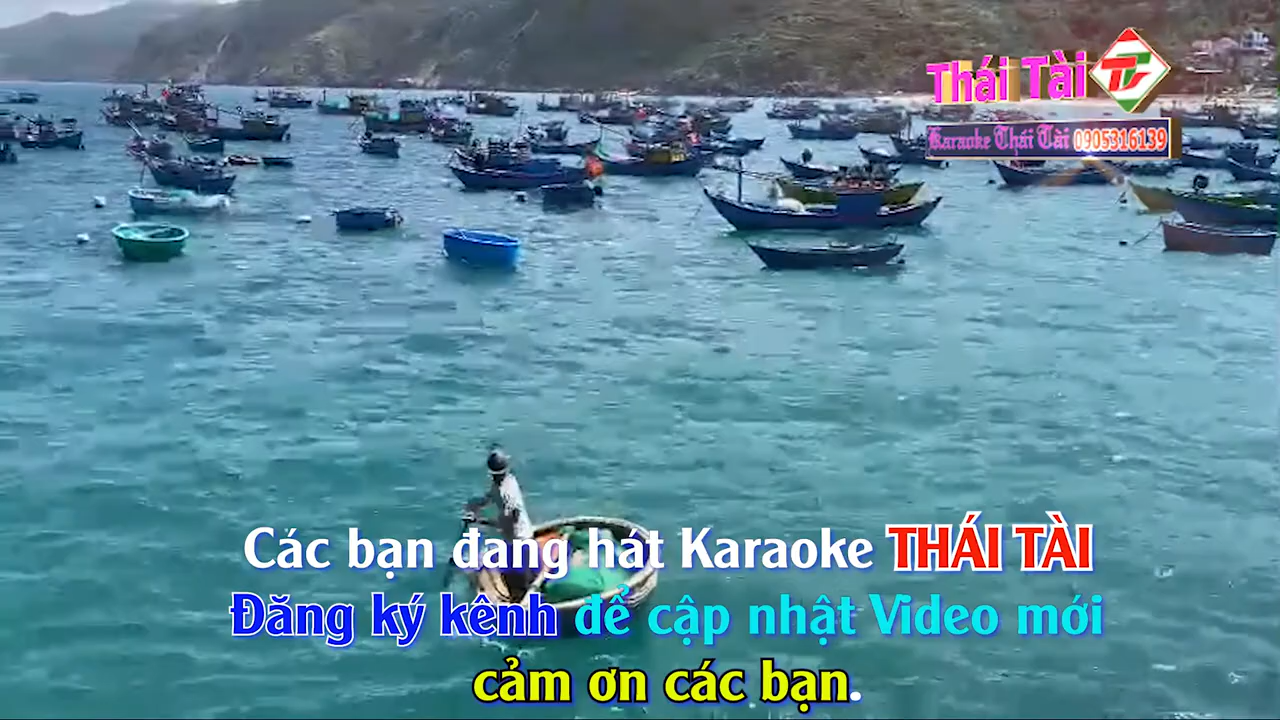 Thái Tài
TT
Karaoke Thái Tài 0905316139
Các bạn đang hát Karaoke THÁI TÀI
Đăng ký kênh để cập nhật Video mới
cảm ơn các bạn.